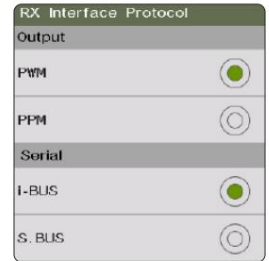 RX Interface Protocol
Output
PWM
PPM
Serial
i-BUS
S.BUS